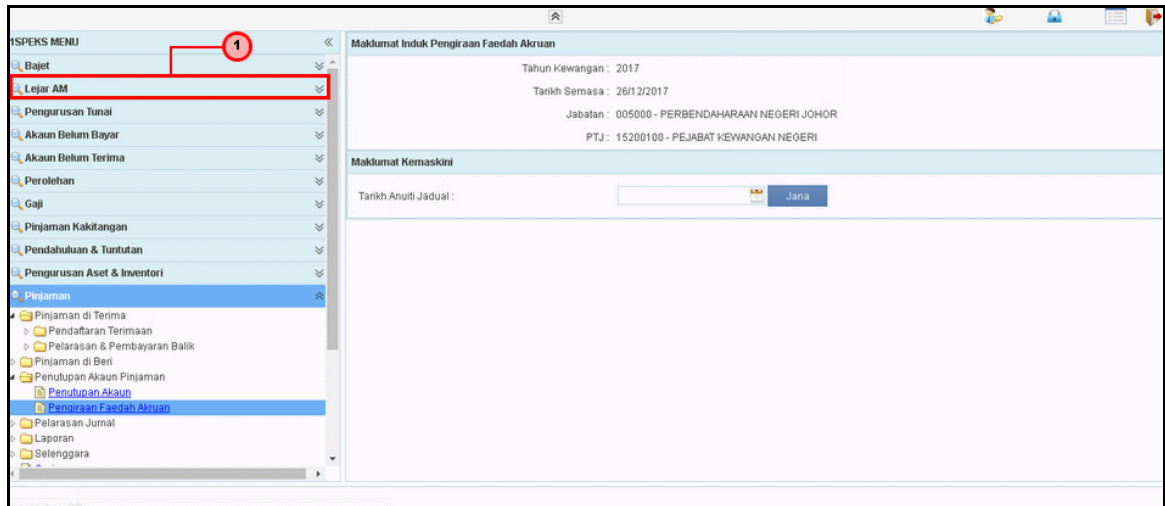 1SPEKS MENU
1
Bajet
Lejar AM
Pengurusan Tunai
Akaun Belum Bayar
Akaun Belum Terima
Perolehan
Gaji
Pinjaman Kakitangan
Pendahuluan & Tuntutan
Pengurusan Aset & Inventori
Pinjaman
Pinjaman di Terima
Pendaftaran Terimaan
Pelarasan & Pembayaran Balik
Pinjaman di Beri
Penutupan Akaun Pinjaman
Penutupan Akaun
Pengiraan Faedah Akruan
Pelarasan Jurnal
Laporan
Selenggara
Maklumat Induk Pengiraan Faedah Akruan
Tahun Kewangan : 2017
Tarikh Semasa : 26/12/2017
Jabatan : 005000 - PERBENDAHARAAN NEGERI JOHOR
PTJ : 15200100 - PEJABAT KEWANGAN NEGERI
Maklumat Kemaskini
Tarikh Anuiti Jadual : Jana